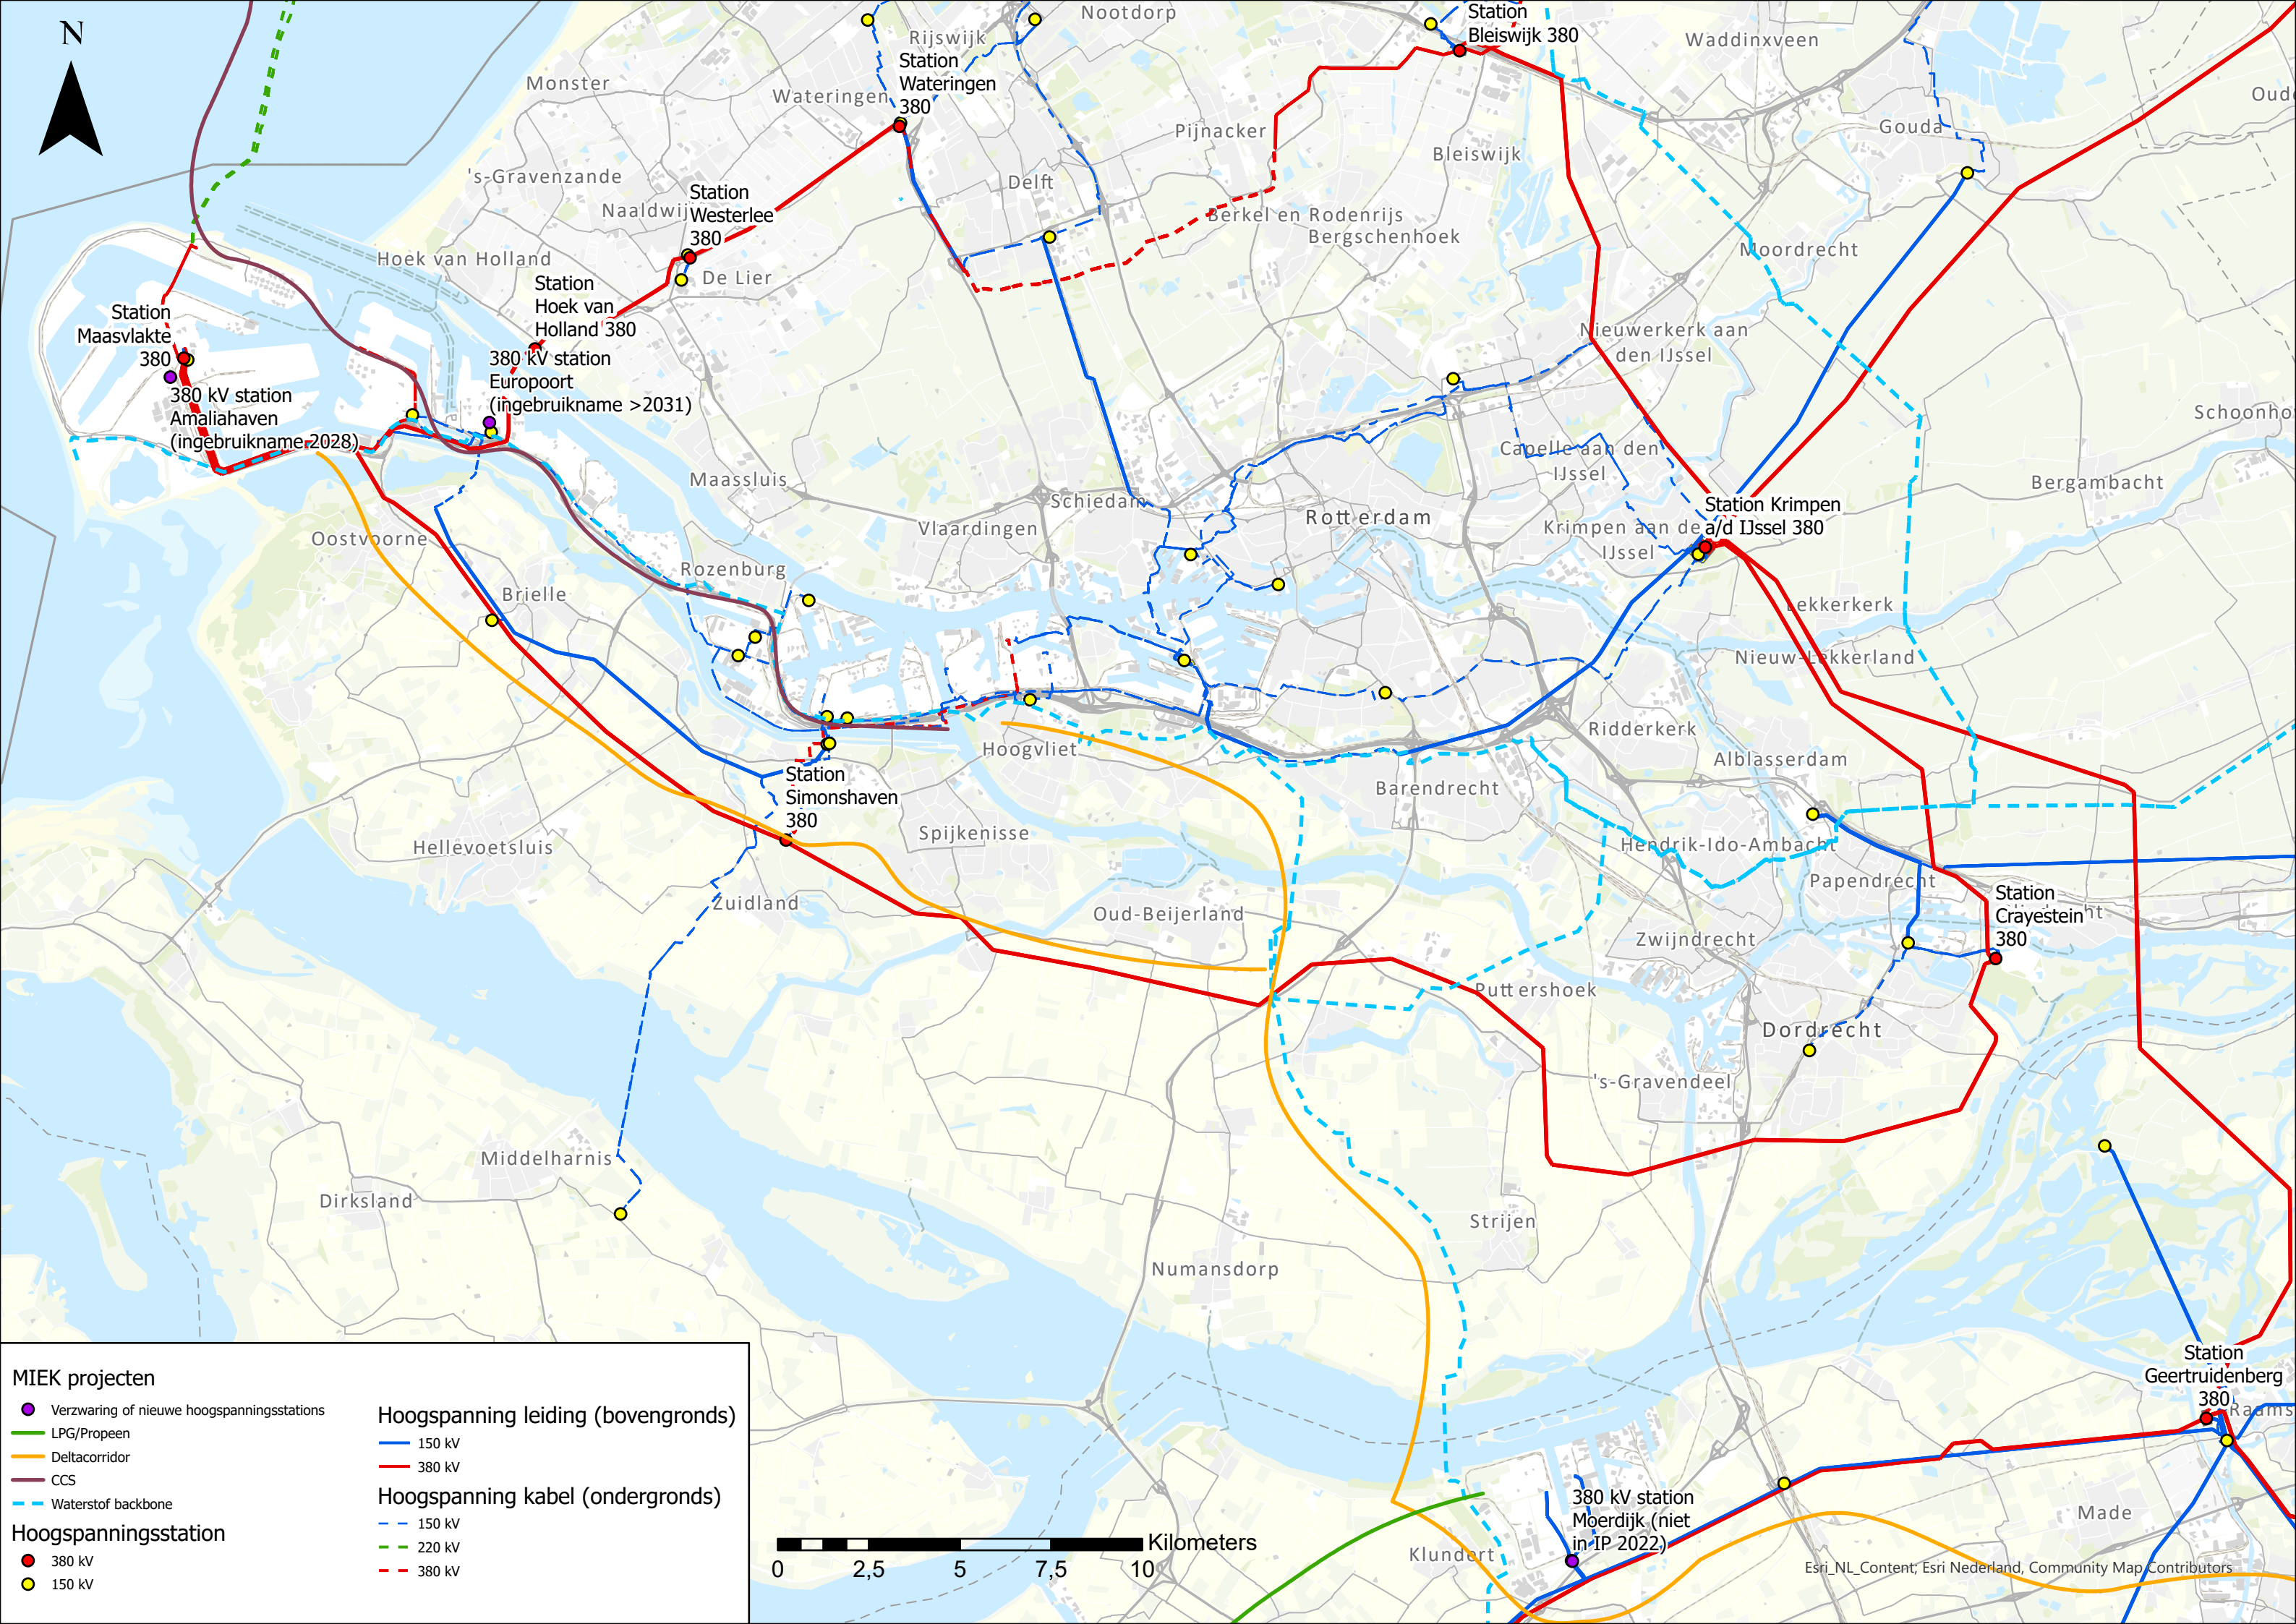 N
Nootdorp
Rijswijk
Station
Bleiswijk 380
Waddinxveen
Monster
Station
Wateringen
380
Wateringen
Pijnacker
Bleiswijk
Gouda
's-Gravenzande
Delft
Station
Westerlee
380
Berkel en Rodenrijs
Bergschenhoek
Moordrecht
Hoek van Holland
De Lier
Station
Hoek van
Holland 380
Station
Maasvlakte
380
380 kV station
Europoort
(ingebruikname >2031)
380 kV station
Amaliahaven
(ingebruikname 2028)
Nieuwerkerk aan
den IJssel
Capelle aan den
IJssel
Maassluis
Schiedam
Vlaardingen
Rotterdam
Bergambacht
Station Krimpen
a/d IJssel 380
Krimpen aan de
IJssel
Oostvoorne
Rozenburg
Brielle
Lekkerkerk
Nieuw-Lekkerland
Hoogvliet
Ridderkerk
Alblasserdam
Barendrecht
Station
Simonshaven
380
Spijkenisse
Hellevoetsluis
Hendrik-Ido-Ambacht
Papendrecht
Zuidland
Oud-Beijerland
Station
Crayestein
380
Zwijndrecht
Puttershoek
Dordrecht
's-Gravendeel
Middelharnis
Dirksland
Strijen
Numansdorp
Station
Geertruidenberg
380
Raams
380 kV station
Moerdijk (niet
in IP 2022)
Klundert
Made
MIEK projecten
Verzwaring of nieuwe hoogspanningsstations
LPG/Propeen
Deltacorridor
CCS
Waterstof backbone
Hoogspanningsstation
380 kV
150 kV
Hoogspanning leiding (bovengronds)
150 kV
380 kV
Hoogspanning kabel (ondergronds)
150 kV
220 kV
380 kV
Kilometers
0 2,5 5 7,5 10
Esri_NL_Content, Esri Nederland, Community Map Contributors